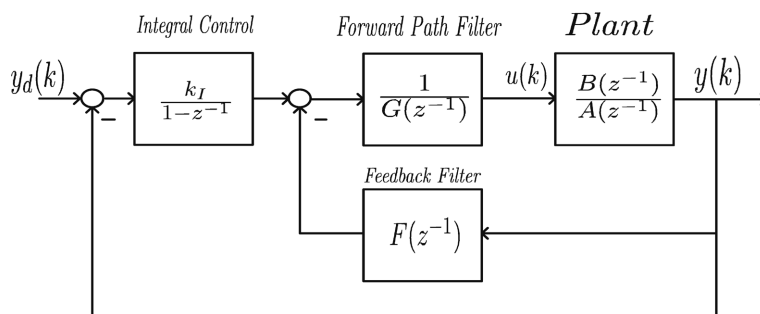 Integral Control
Forward Path Filter
Plant
y_d(k)
k_I
1−z^{-1}
−
1
G(z^{-1})
u(k)
B(z^{-1})
A(z^{-1})
y(k)
−
Feedback Filter
F(z^{-1})